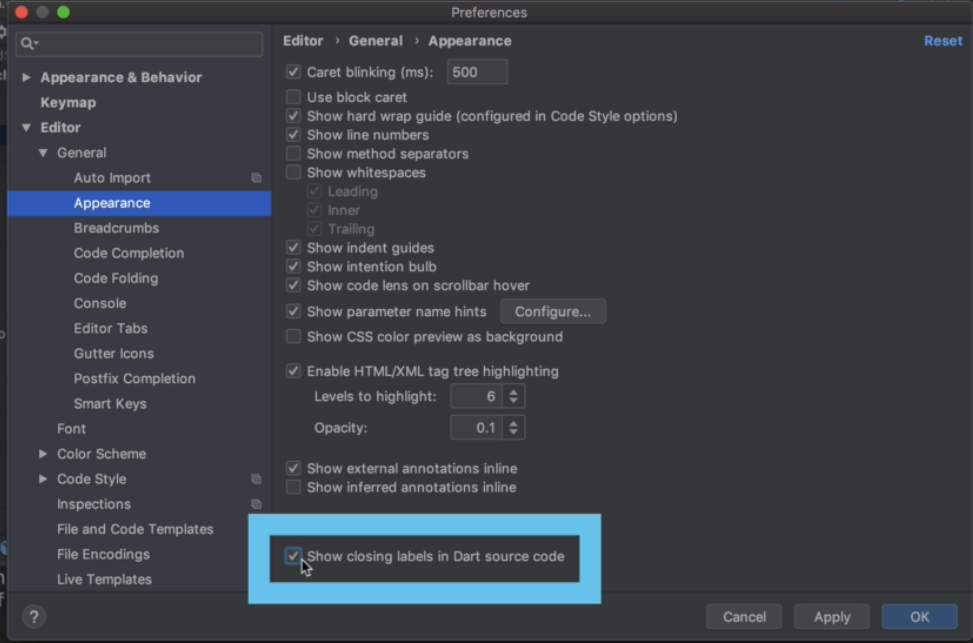 Preferences
Editor › General › Appearance
Reset
Appearance & Behavior
Keymap
Editor
General
Auto Import
Appearance
Breadcrumbs
Code Completion
Code Folding
Console
Editor Tabs
Gutter Icons
Postfix Completion
Smart Keys
Font
Color Scheme
Code Style
Inspections
File and Code Templates
File Encodings
Live Templates
Caret blinking (ms): 500
Use block caret
Show hard wrap guide (configured in Code Style options)
Show line numbers
Show method separators
Show whitespaces
Leading
Inner
Trailing
Show indent guides
Show intention bulb
Show code lens on scrollbar hover
Show parameter name hints Configure...
Show CSS color preview as background
Enable HTML/XML tag tree highlighting
Levels to highlight: 6
Opacity: 0.1
Show external annotations inline
Show inferred annotations inline
Show closing labels in Dart source code
?
Cancel Apply OK